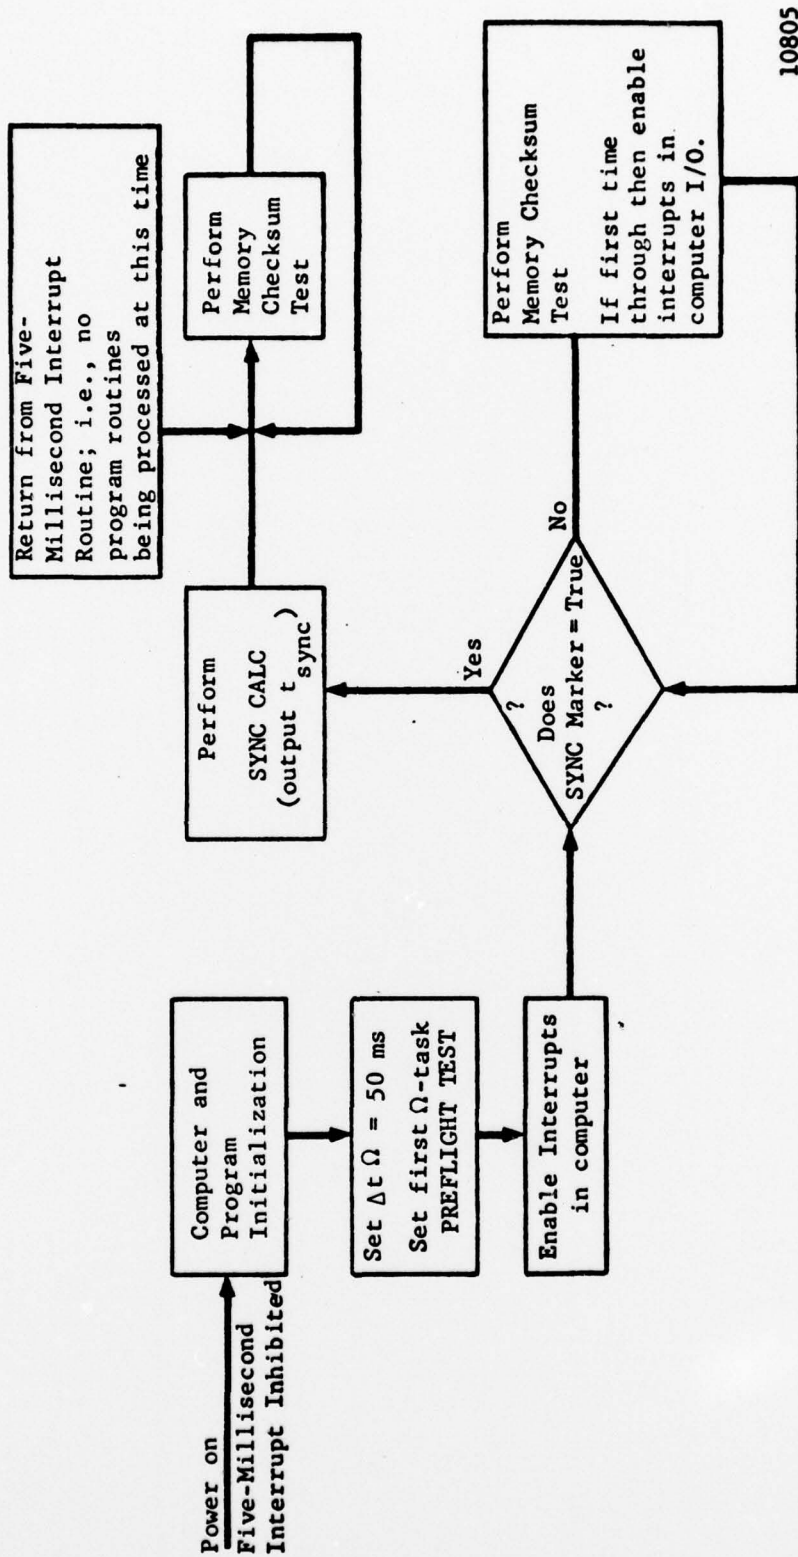 Power on
Five-Millisecond
Interrupt Inhibited
Computer and
Program
Initialization
Set Δt Ω = 50 ms
Set first Ω-task
PREFLIGHT TEST
Enable Interrupts
in computer
?
Does
SYNC Marker = True
?
Yes
No
Perform
SYNC CALC
(output t sync)
Return from Five-
Millisecond Interrupt
Routine; i.e., no
program routines
being processed at this time
Perform
Memory
Checksum
Test
Perform
Memory Checksum
Test
If first time
through then enable
interrupts in
computer I/O.
10805